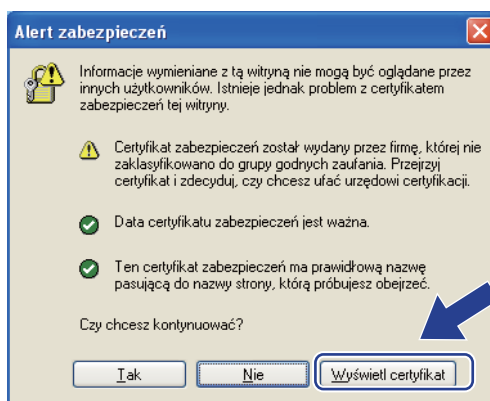 Alert zabezpieczeń
Informacje wymieniane z tą witryną nie mogą być oglądane przez
innych użytkowników. Istnieje jednak problem z certyfikatem
zabezpieczeń tej witryny.
Certyfikat zabezpieczeń został wydany przez firmę, której nie
zaklasyfikowano do grupy godnych zaufania. Przejrzyj
certyfikat i zdecyduj, czy chcesz ufać urzędowi certyfikacji.
Data certyfikatu zabezpieczeń jest ważna.
Ten certyfikat zabezpieczeń ma prawidłową nazwę
pasującą do nazwy strony, którą próbujesz obejrzeć.
Czy chcesz kontynuować?
Tak Nie Wyświetl certyfikat